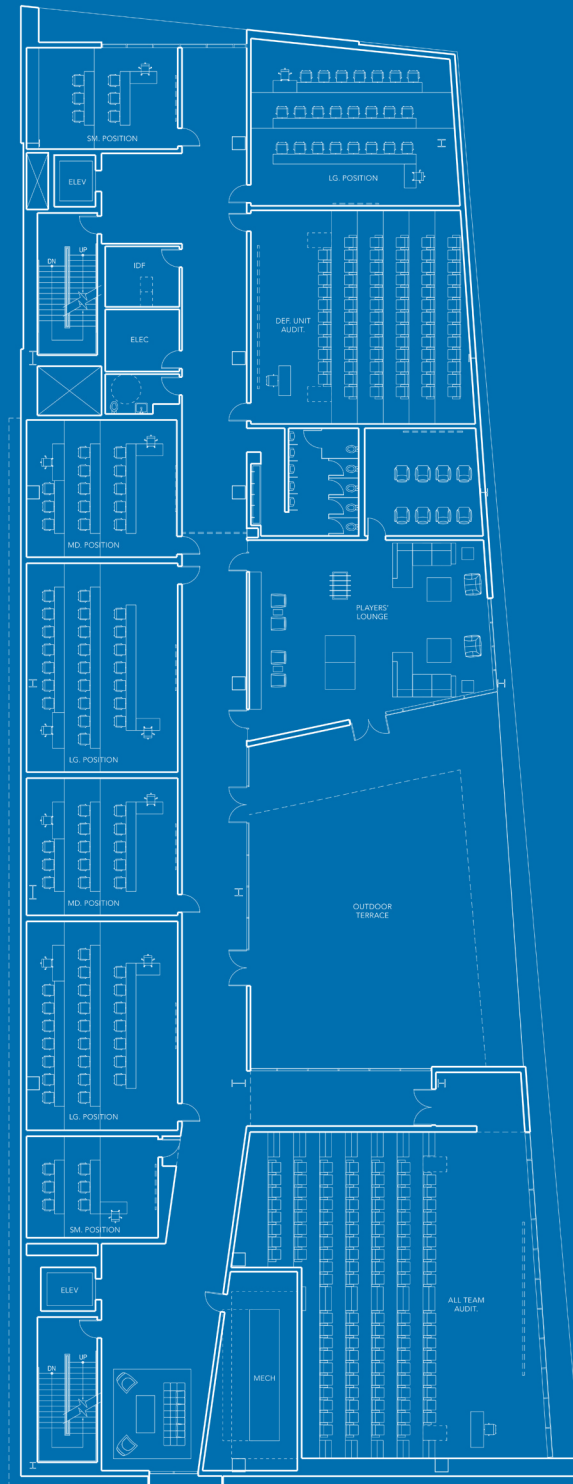 SM. POSITION
LG. POSITION
ELEV
DN
UP
IDF
ELEC
DEF. UNIT
AUDIT.
MD. POSITION
PLAYERS'
LOUNGE
LG. POSITION
MD. POSITION
OUTDOOR
TERRACE
LG. POSITION
SM. POSITION
ELEV
ALL TEAM
AUDIT.
DN
UP
MECH